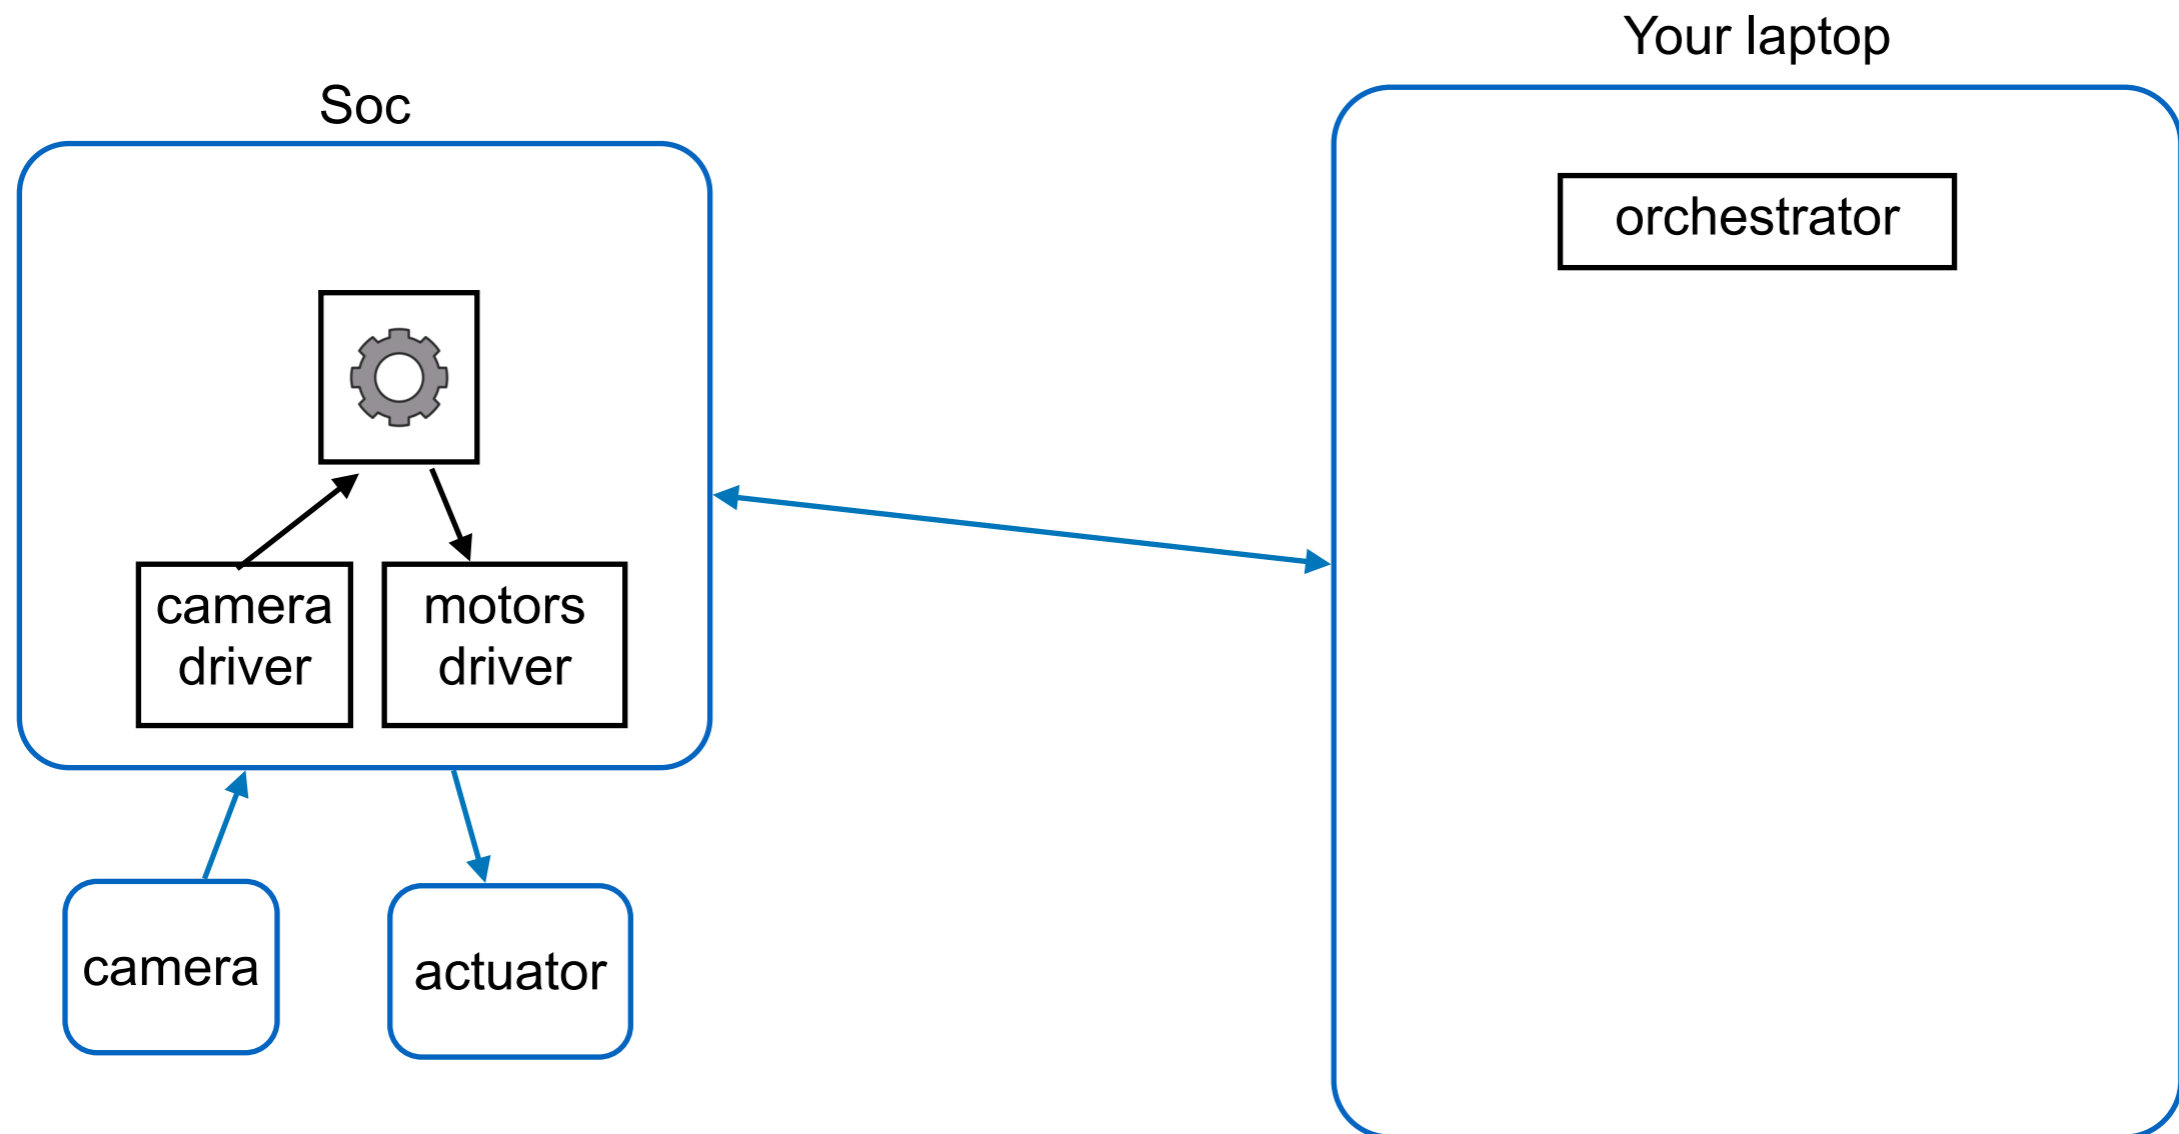 Your laptop
Soc
orchestrator
camera
driver
motors
driver
camera
actuator